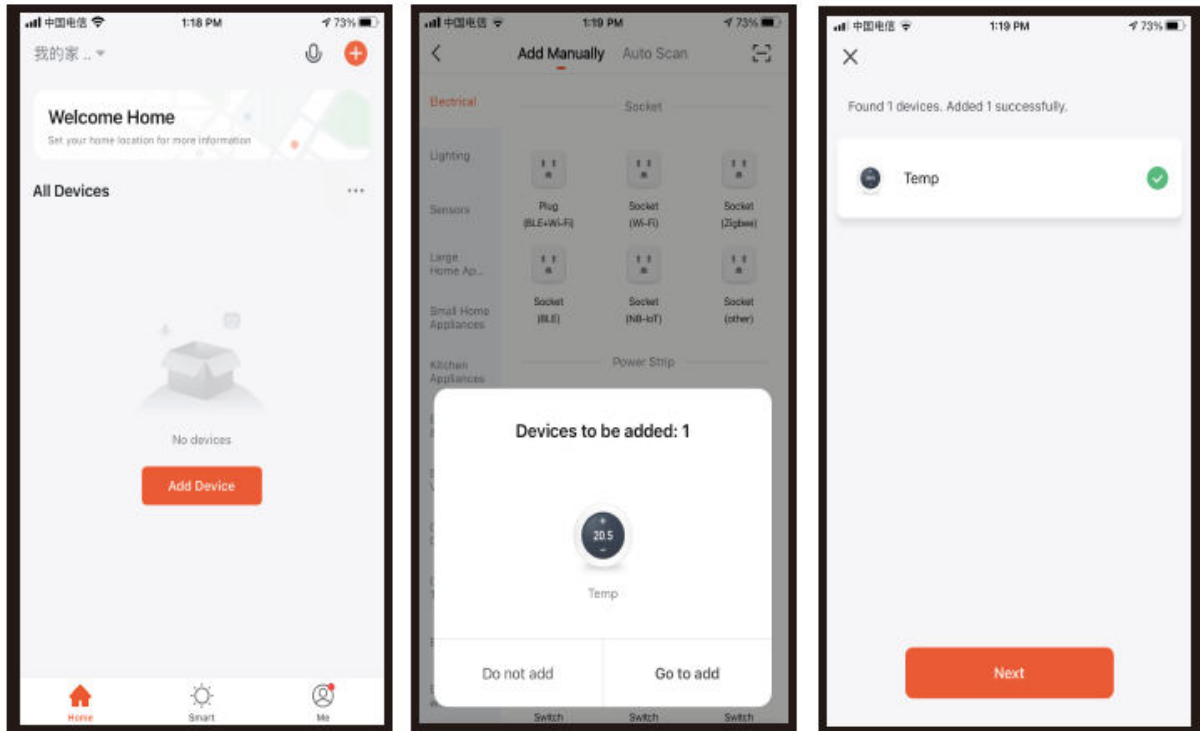 中国电信
1:18 PM
73%
我的家 ..
Welcome Home
Set your home location for more information
All Devices
No devices
Add Device
Home
Smart
Me
中国电信
1:19 PM
73%
Add Manually
Auto Scan
Electrical
Socket
Lighting
Plug
(BLE+Wi-Fi)
Socket
(Wi-Fi)
Socket
(Zigbee)
Sensors
Large
Home Ap...
Socket
(BLE)
Socket
(NB-IoT)
Socket
(other)
Small Home
Appliances
Kitchen
Appliances
Power Strip
Devices to be added: 1
20.5
Temp
Do not add
Go to add
Switch
Switch
Switch
中国电信
1:19 PM
73%
Found 1 devices. Added 1 successfully.
Temp
Next